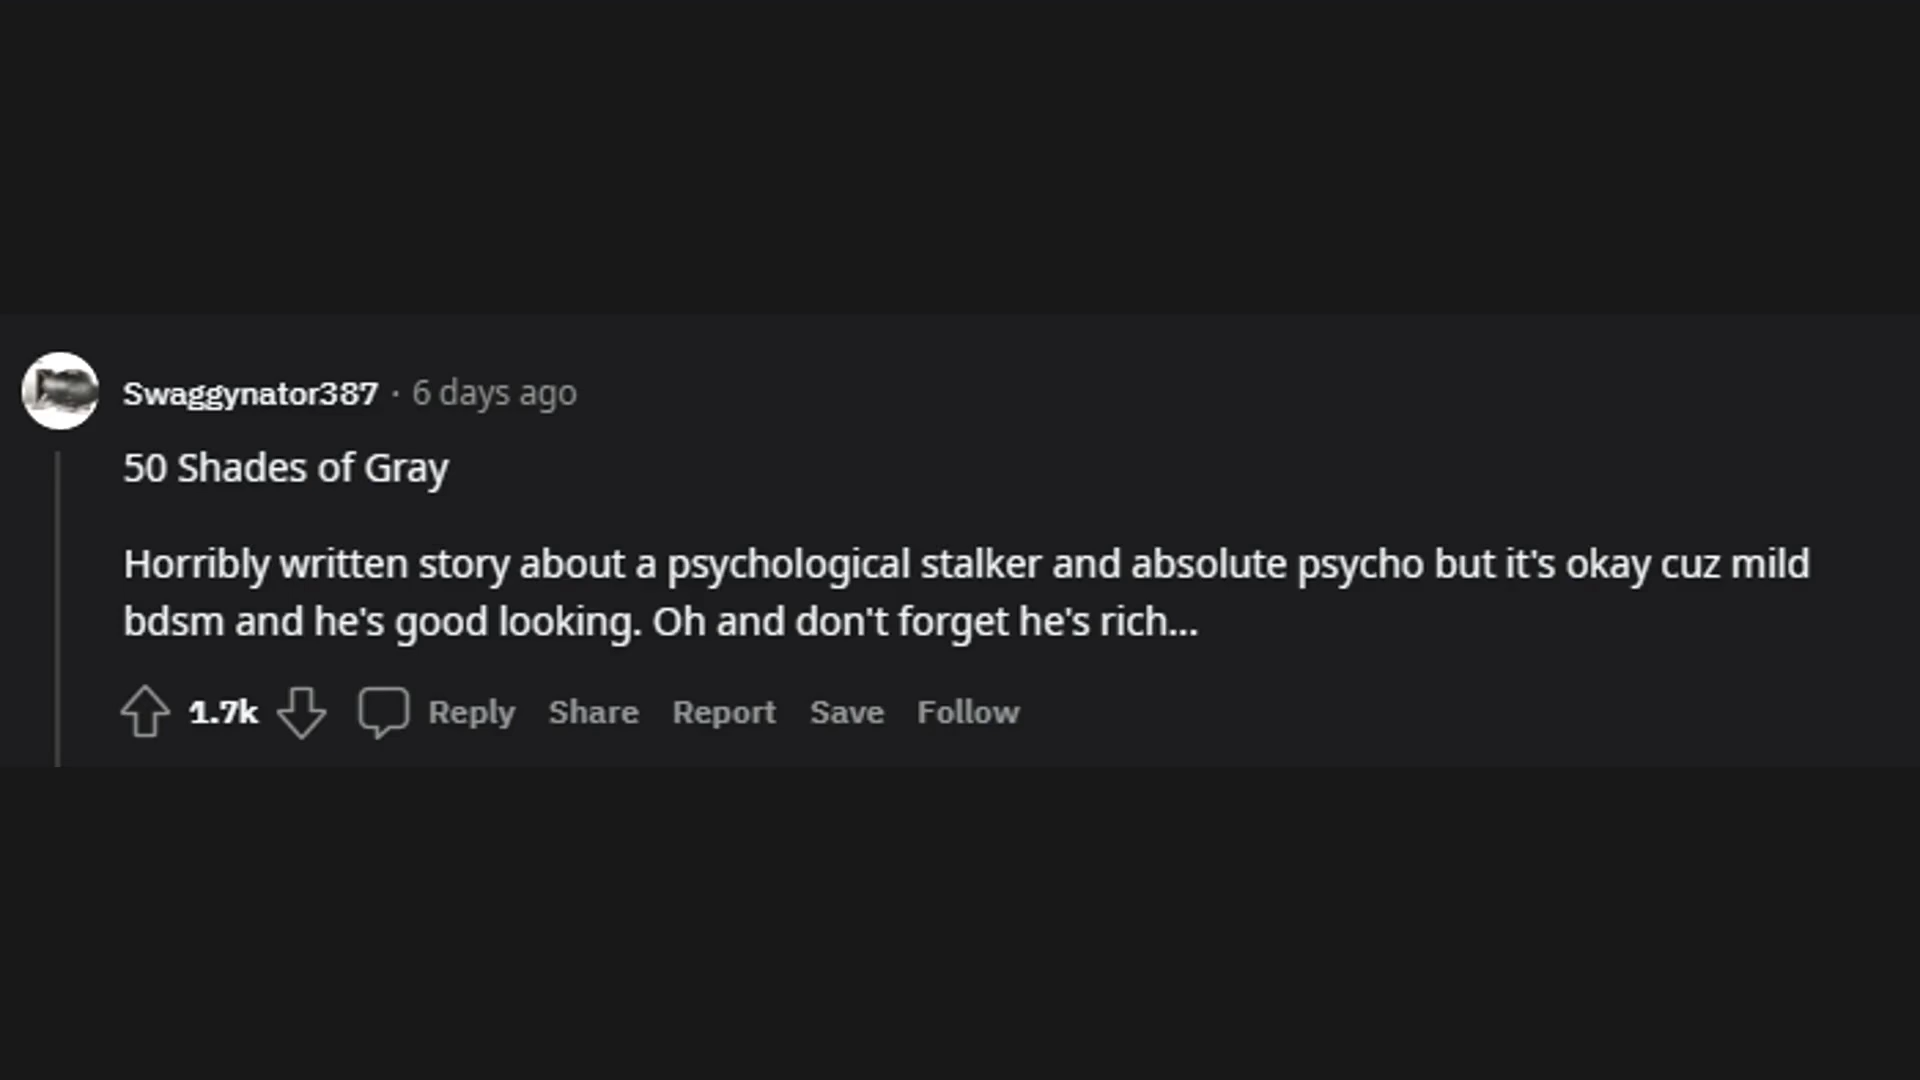 Swaggynator387 · 6 days ago
50 Shades of Gray
Horribly written story about a psychological stalker and absolute psycho but it's okay cuz mild
bdsm and he's good looking. Oh and don't forget he's rich...
1.7k Reply Share Report Save Follow